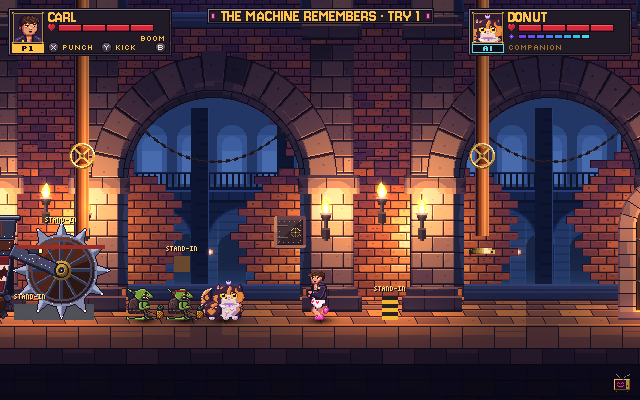 CARL
P1
X PUNCH Y KICK
BOOM
B
THE MACHINE REMEMBERS · TRY 1
DONUT
AI
COMPANION
STAND-IN
STAND-IN
STAND-IN
STAND-IN